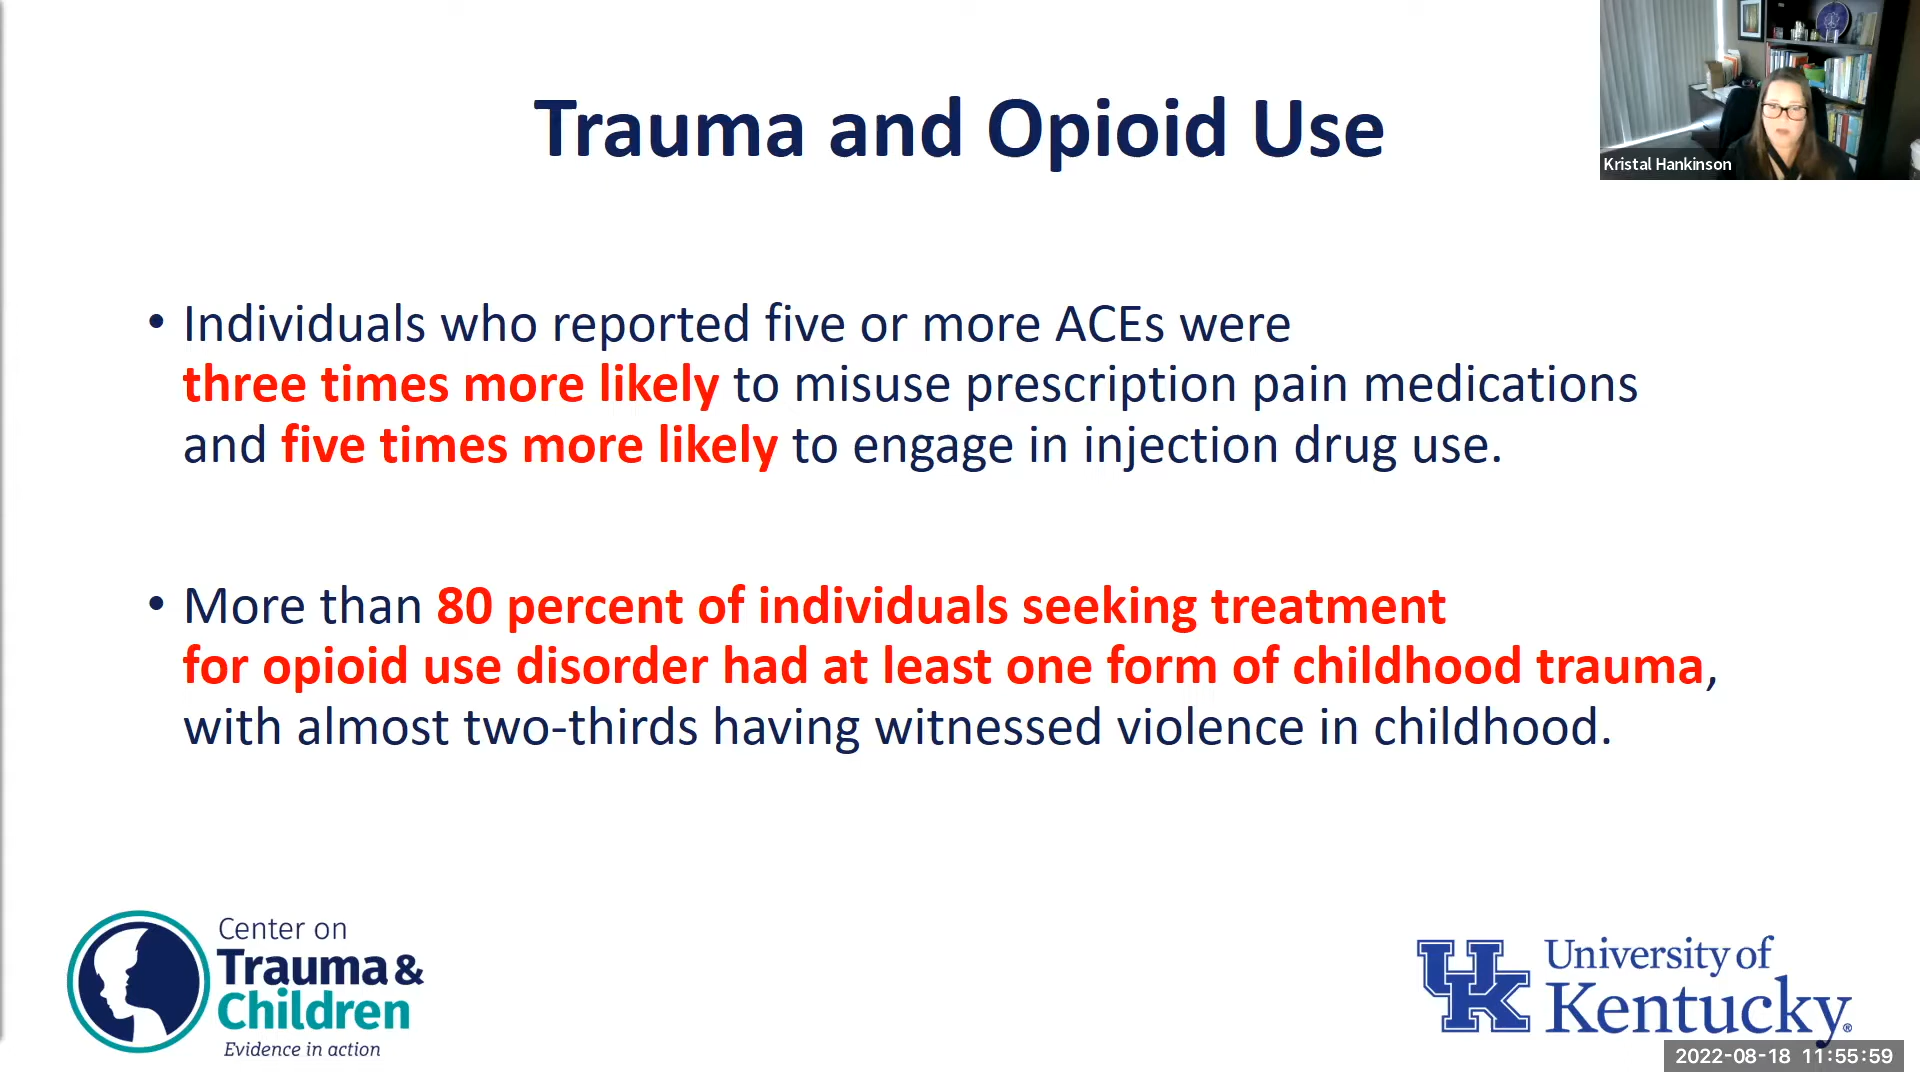 Trauma and Opioid Use
Kristal Hankinson
• Individuals who reported five or more ACEs were
three times more likely to misuse prescription pain medications
and five times more likely to engage in injection drug use.
• More than 80 percent of individuals seeking treatment
for opioid use disorder had at least one form of childhood trauma,
with almost two-thirds having witnessed violence in childhood.
Center on
Trauma &
Children
Evidence in action
UK
University of
Kentucky®
2022-08-18 11:55:59